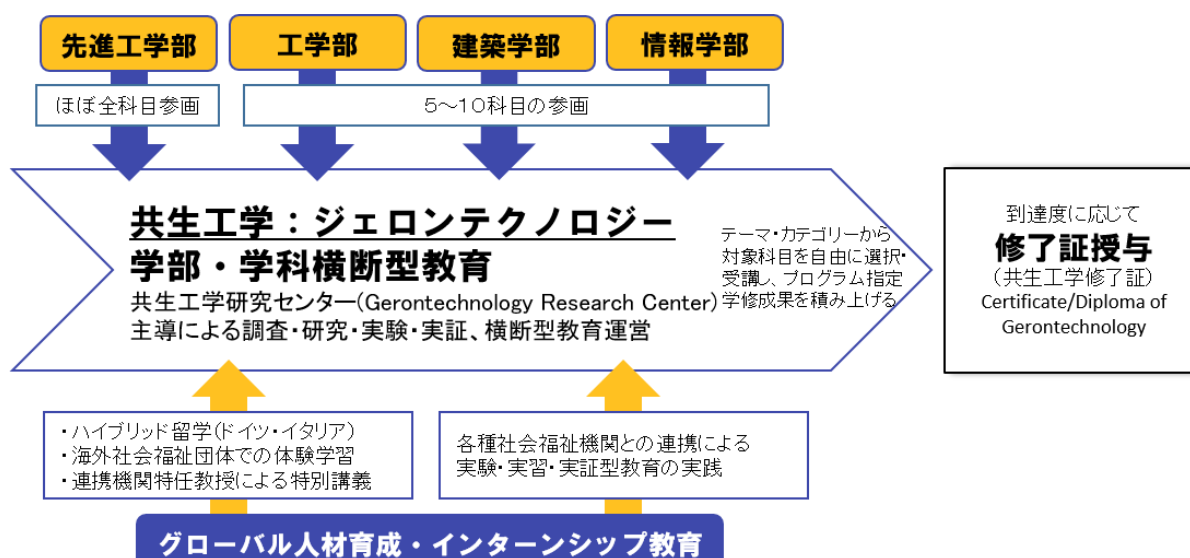 先進工学部
工学部
建築学部
情報学部
ほぼ全科目参画
5～10科目の参画
共生工学：ジェロンテクノロジー
学部・学科横断型教育
共生工学研究センター(Gerontechnology Research Center)
主導による調査・研究・実験・実証、横断型教育運営
テーマ・カテゴリーから
対象科目を自由に選択・
受講し、プログラム指定
学修成果を積み上げる
到達度に応じて
修了証授与
（共生工学修了証）
Certificate/Diploma of
Gerontechnology
・ハイブリッド留学(ドイツ・イタリア)
・海外社会福祉団体での体験学習
・連携機関特任教授による特別講義
各種社会福祉機関との連携による
実験・実習・実証型教育の実践
グローバル人材育成・インターンシップ教育